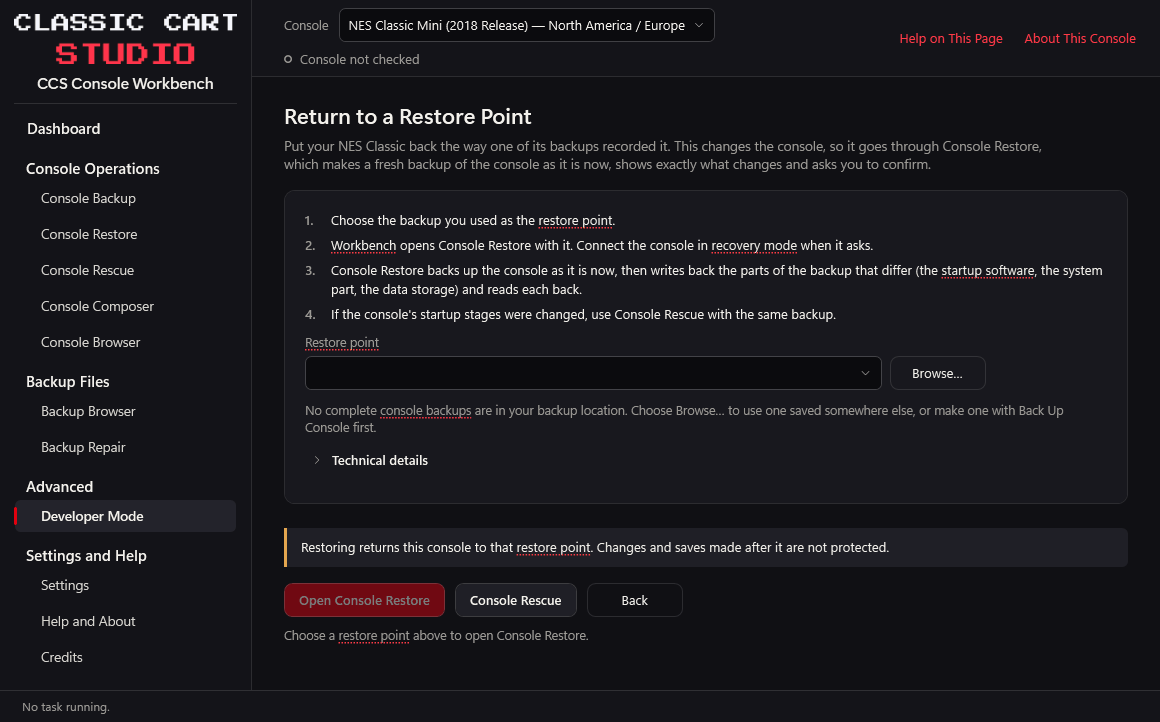 CLASSIC CART
STUDIO
CCS Console Workbench
Dashboard
Console Operations
Console Backup
Console Restore
Console Rescue
Console Composer
Console Browser
Backup Files
Backup Browser
Backup Repair
Advanced
Developer Mode
Settings and Help
Settings
Help and About
Credits
Console
NES Classic Mini (2018 Release) — North America / Europe
Console not checked
Help on This Page
About This Console
Return to a Restore Point
Put your NES Classic back the way one of its backups recorded it. This changes the console, so it goes through Console Restore,
which makes a fresh backup of the console as it is now, shows exactly what changes and asks you to confirm.
1. Choose the backup you used as the restore point.
2. Workbench opens Console Restore with it. Connect the console in recovery mode when it asks.
3. Console Restore backs up the console as it is now, then writes back the parts of the backup that differ (the startup software, the system
part, the data storage) and reads each back.
4. If the console's startup stages were changed, use Console Rescue with the same backup.
Restore point
Browse...
No complete console backups are in your backup location. Choose Browse... to use one saved somewhere else, or make one with Back Up
Console first.
Technical details
Restoring returns this console to that restore point. Changes and saves made after it are not protected.
Open Console Restore
Console Rescue
Back
Choose a restore point above to open Console Restore.
No task running.